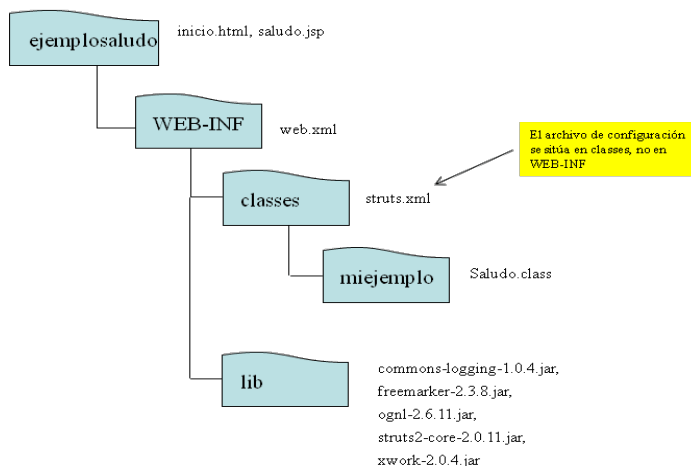 ejemplosaludo
inicio.html, saludo.jsp
WEB-INF
web.xml
El archivo de configuración
se sitúa en classes, no en
WEB-INF
classes
struts.xml
miejemplo
Saludo.class
lib
commons-logging-1.0.4.jar,
freemarker-2.3.8.jar,
ognl-2.6.11.jar,
struts2-core-2.0.11.jar,
xwork-2.0.4.jar